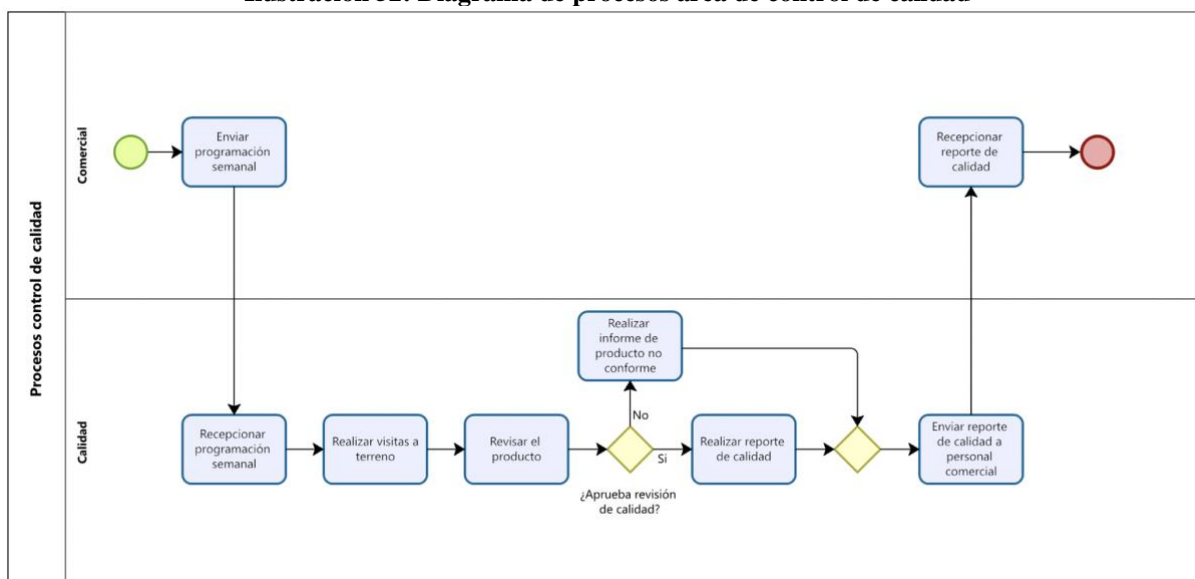 Ilustración 32: Diagrama de procesos área de control de calidad
Procesos control de calidad
Comercial
Enviar
programación
semanal
Recepcionar
reporte de
calidad
Calidad
Recepcionar
programación
semanal
Realizar visitas a
terreno
Revisar el
producto
¿Aprueba revisión
de calidad?
No
Realizar
informe de
producto no
conforme
Si
Realizar reporte
de calidad
Enviar reporte
de calidad a
personal
comercial